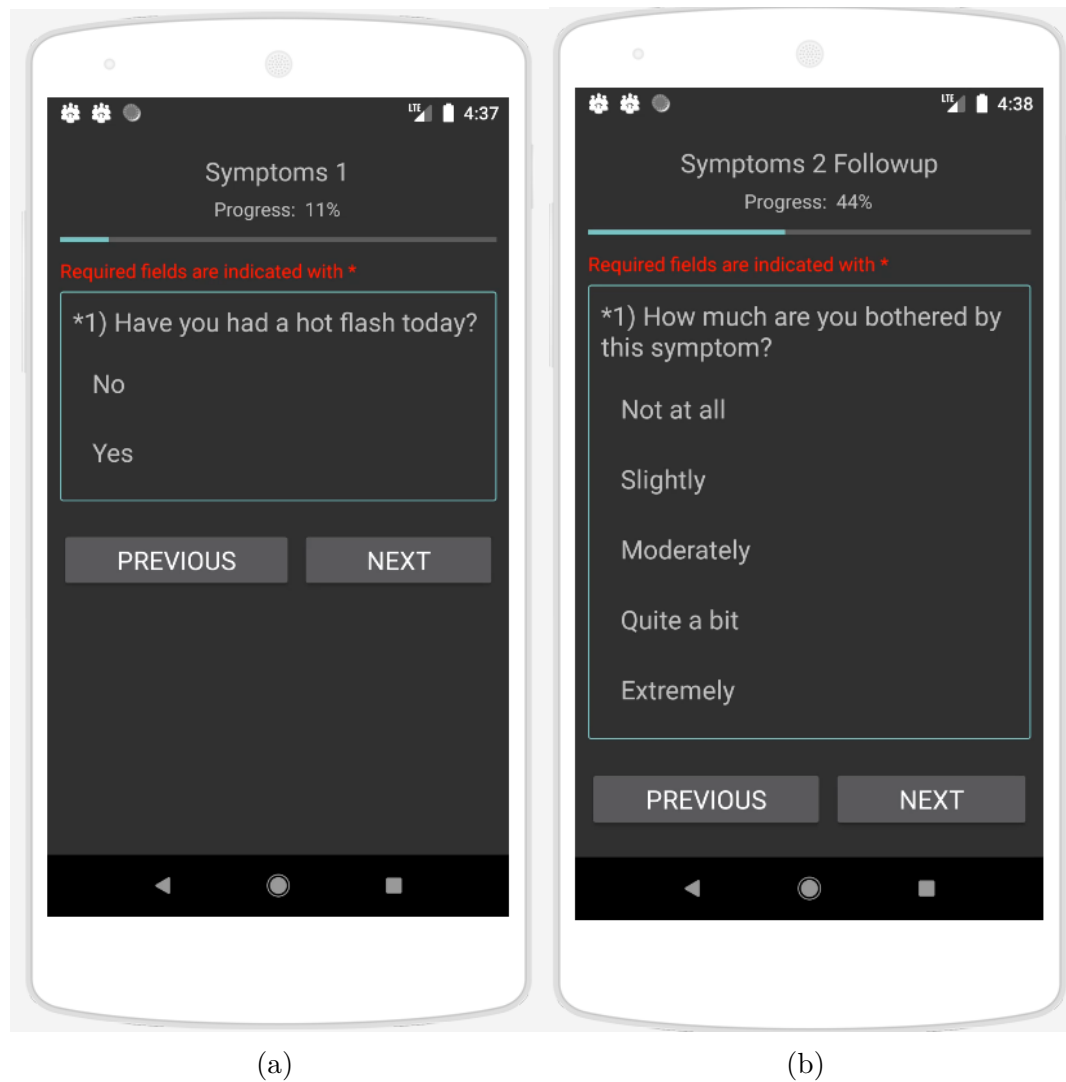 LTE 4:37
Symptoms 1
Progress: 11%
Required fields are indicated with *
*1) Have you had a hot flash today?
No
Yes
PREVIOUS NEXT
(a)
LTE 4:38
Symptoms 2 Followup
Progress: 44%
Required fields are indicated with *
*1) How much are you bothered by
this symptom?
Not at all
Slightly
Moderately
Quite a bit
Extremely
PREVIOUS NEXT
(b)